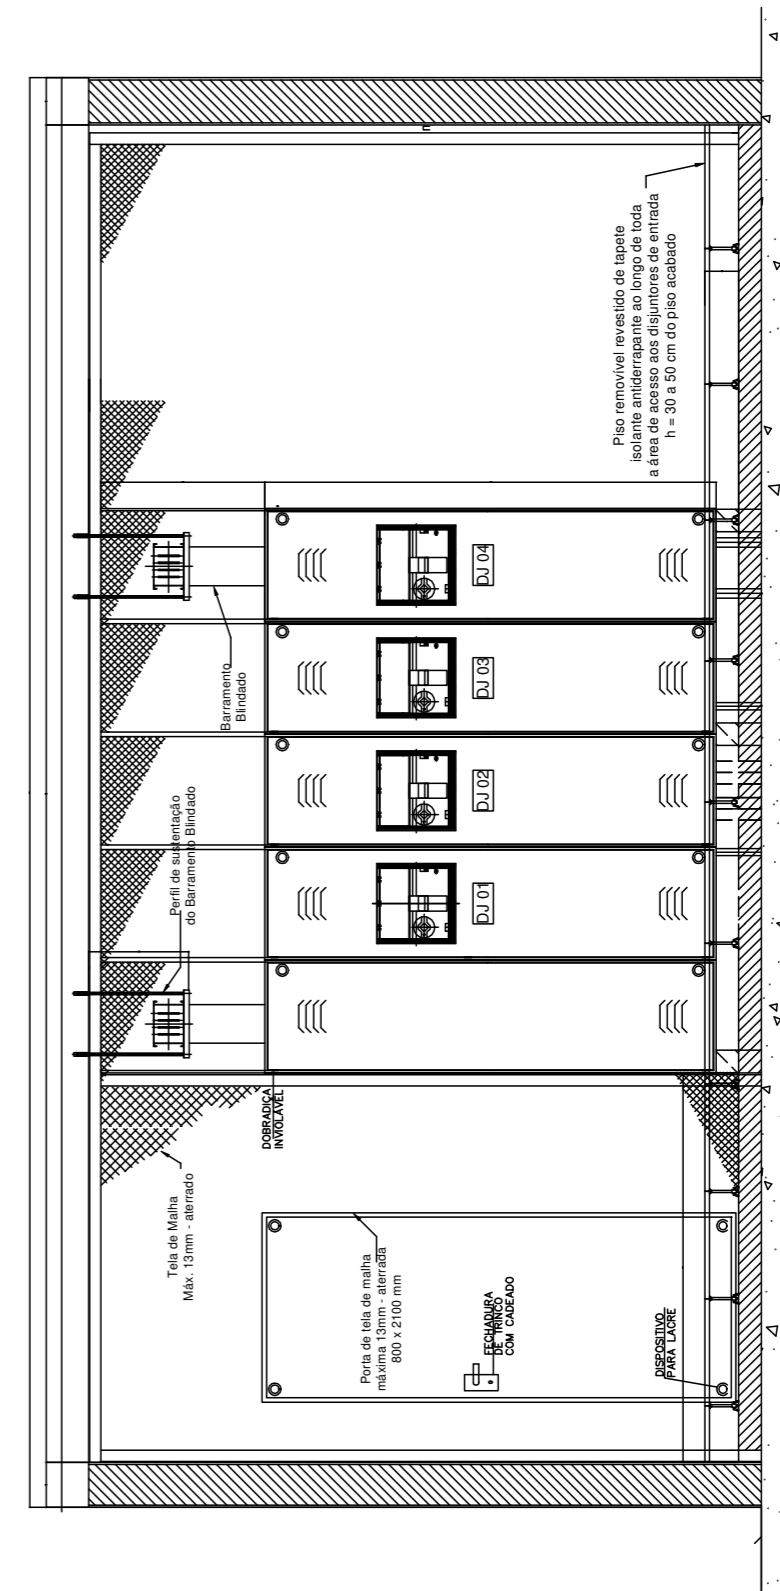 Tela de Malha
Máx. 13mm - aterrado
Porta de tela de malha
máxima 13mm - aterrada
800 x 2100 mm
FECHADURA
DE TRINCO
COM CADEADO
DISPOSITIVO
PARA LACRE
DOBRADIÇA
INVIOLÁVEL
Perfil de sustentação
do Barramento Blindado
Barramento
Blindado
DJ 01
DJ 02
DJ 03
DJ 04
Piso removível revestido de tapete
isolante antiderrapante ao longo de toda
a área de acesso aos disjuntores de entrada
h = 30 a 50 cm do piso acabado